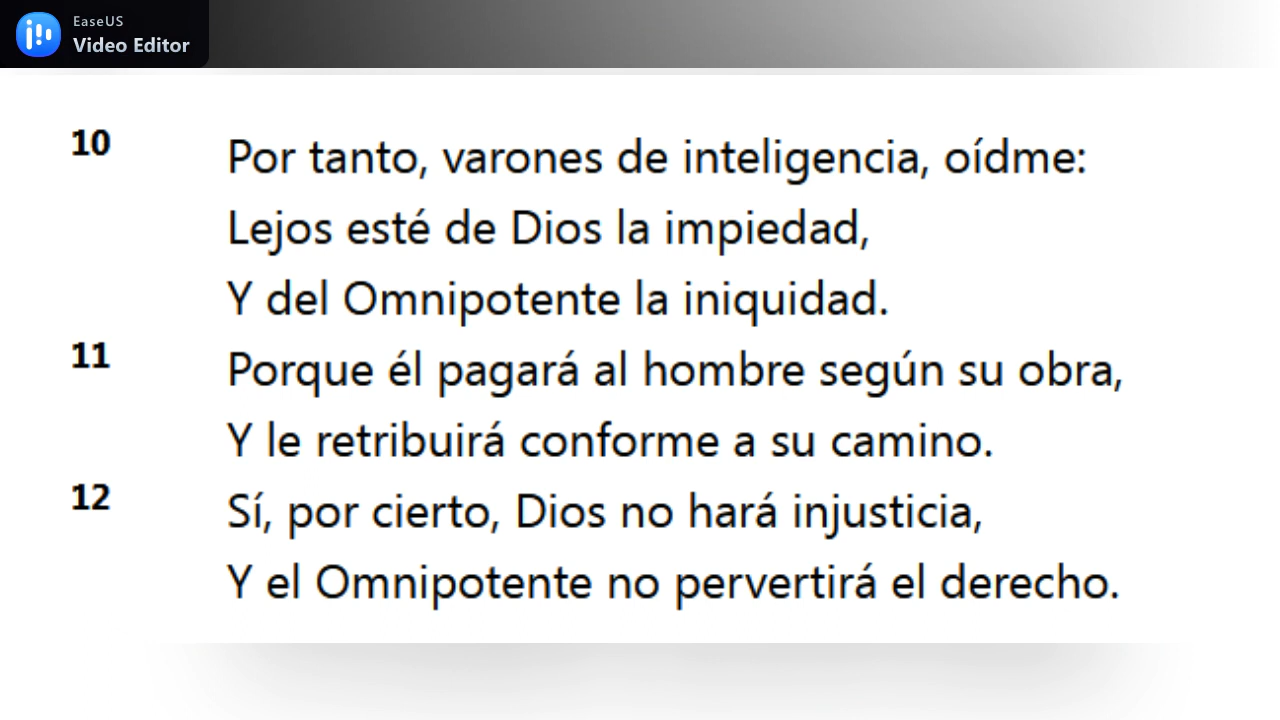 EaseUS
Video Editor
10 Por tanto, varones de inteligencia, oídme:
Lejos esté de Dios la impiedad,
Y del Omnipotente la iniquidad.
11 Porque él pagará al hombre según su obra,
Y le retribuirá conforme a su camino.
12 Sí, por cierto, Dios no hará injusticia,
Y el Omnipotente no pervertirá el derecho.